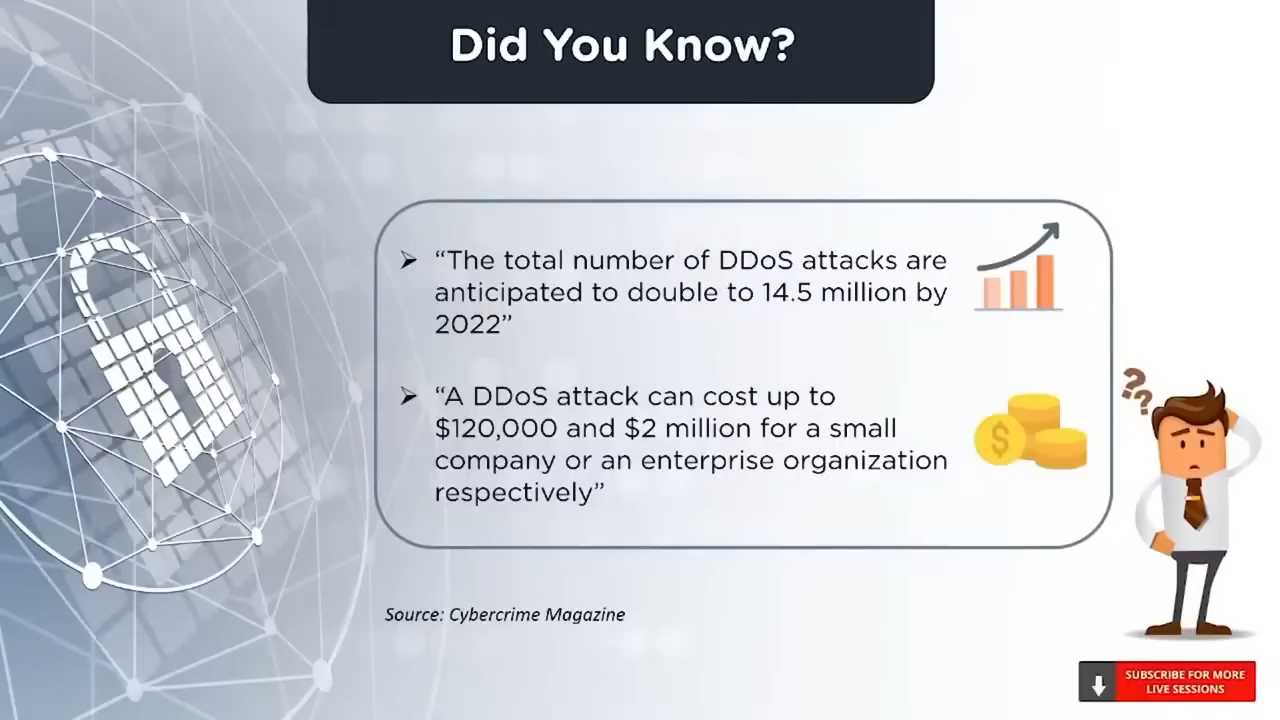 Did You Know?
➤ “The total number of DDoS attacks are
anticipated to double to 14.5 million by
2022”
➤ “A DDoS attack can cost up to
$120,000 and $2 million for a small
company or an enterprise organization
respectively”
$
??
Source: Cybercrime Magazine
SUBSCRIBE FOR MORE
LIVE SESSIONS